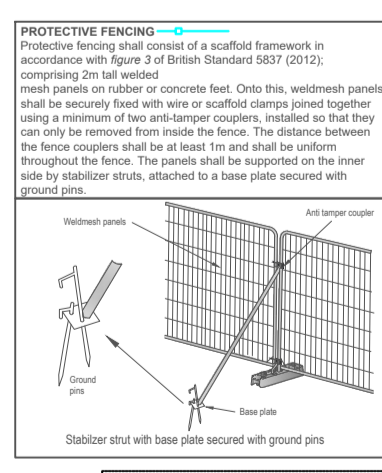 PROTECTIVE FENCING
Protective fencing shall consist of a scaffold framework in
accordance with figure 3 of British Standard 5837 (2012);
comprising 2m tall welded
mesh panels on rubber or concrete feet. Onto this, weldmesh panels
shall be securely fixed with wire or scaffold clamps joined together
using a minimum of two anti-tamper couplers, installed so that they
can only be removed from inside the fence. The distance between
the fence couplers shall be at least 1m and shall be uniform
throughout the fence. The panels shall be supported on the inner
side by stabilizer struts, attached to a base plate secured with
ground pins.
Weldmesh panels
Anti tamper coupler
Ground
pins
Base plate
Stabilzer strut with base plate secured with ground pins